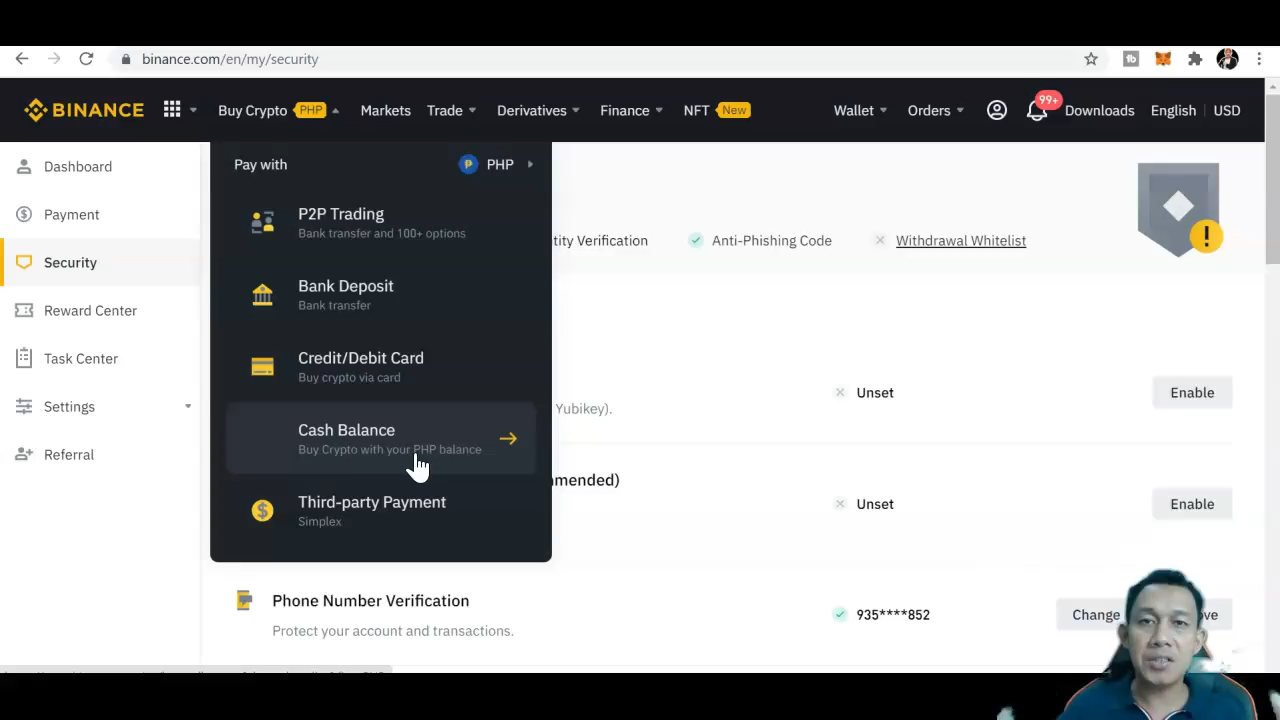 binance.com/en/my/security
BINANCE Buy Crypto PHP Markets Trade Derivatives Finance NFT New Wallet Orders 99+ Downloads English USD
Dashboard
Payment
Security
Reward Center
Task Center
Settings
Referral
Pay with PHP
P2P Trading
Bank transfer and 100+ options
Bank Deposit
Bank transfer
Credit/Debit Card
Buy crypto via card
Cash Balance
Buy Crypto with your PHP balance
Third-party Payment
Simplex
Verification Anti-Phishing Code Withdrawal Whitelist
Yubikey). Unset Enable
Unset Enable
Phone Number Verification
Protect your account and transactions.
935****852 Change